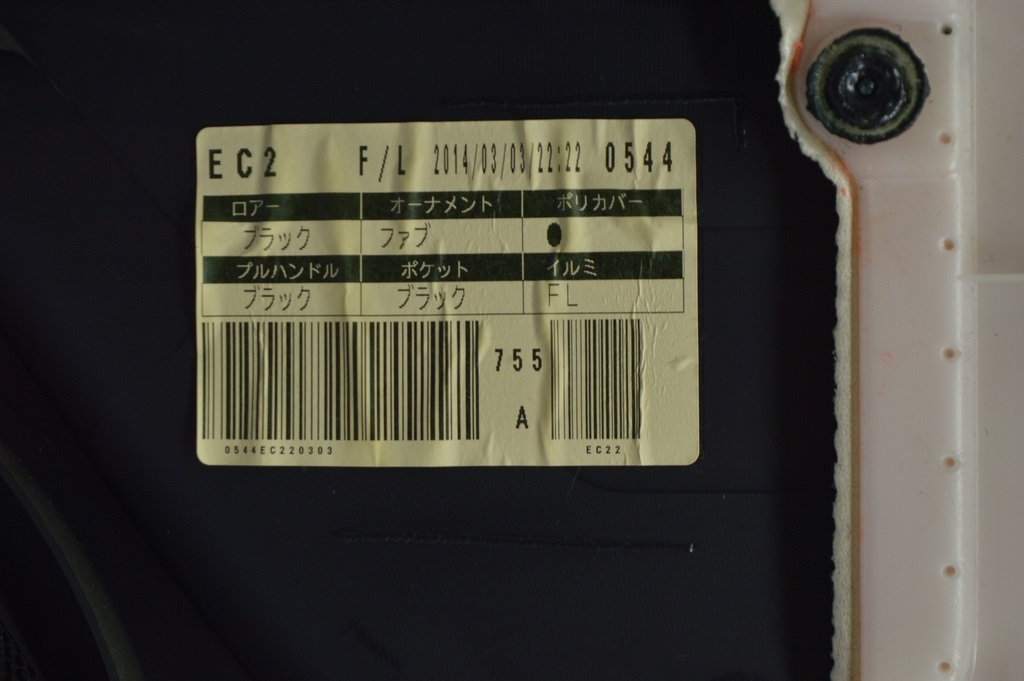 EC2 F/L 2014/03/03/22:22 0544
ロアー オーナメント ポリカバー
ブラック ファブ ●
プルハンドル ポケット イルミ
ブラック ブラック FL
755
A
0544EC220303 EC22